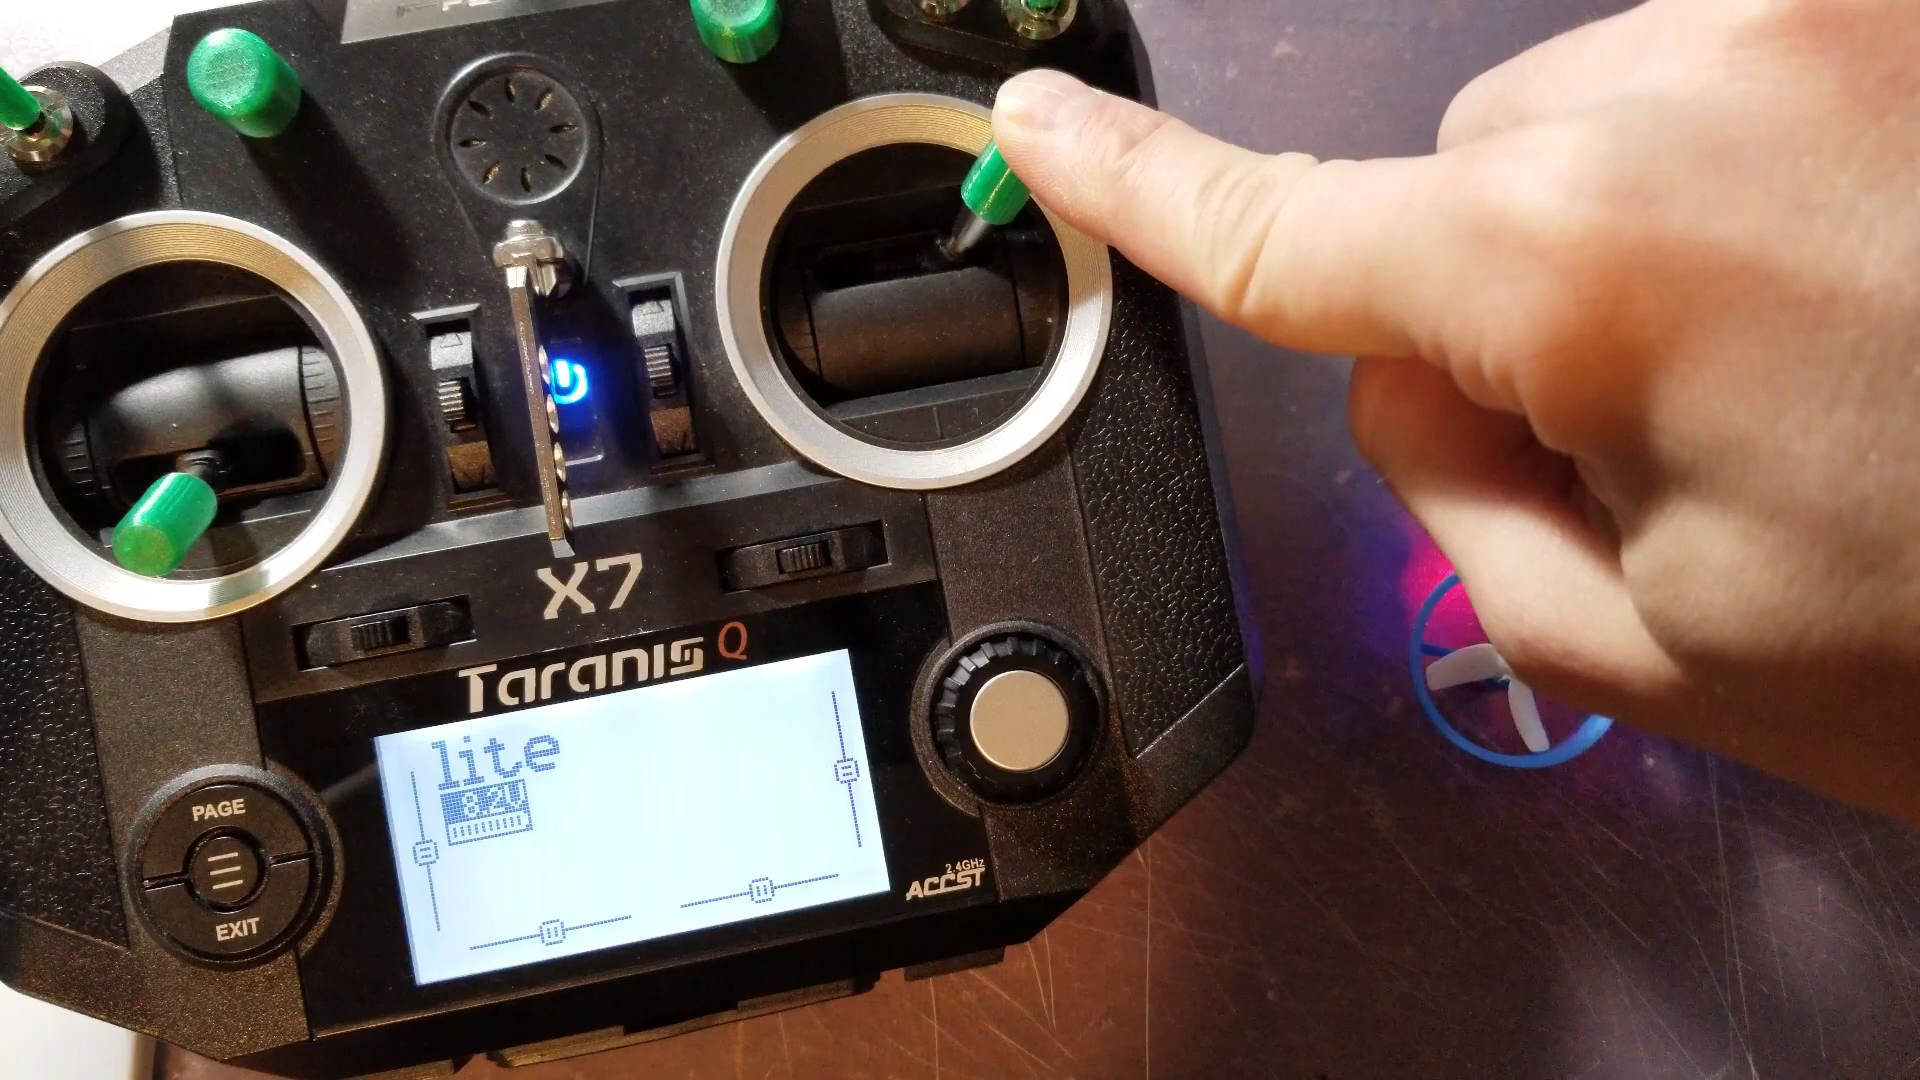 X7
Taranis Q
lite
PAGE
EXIT
2.4GHz
ACCST